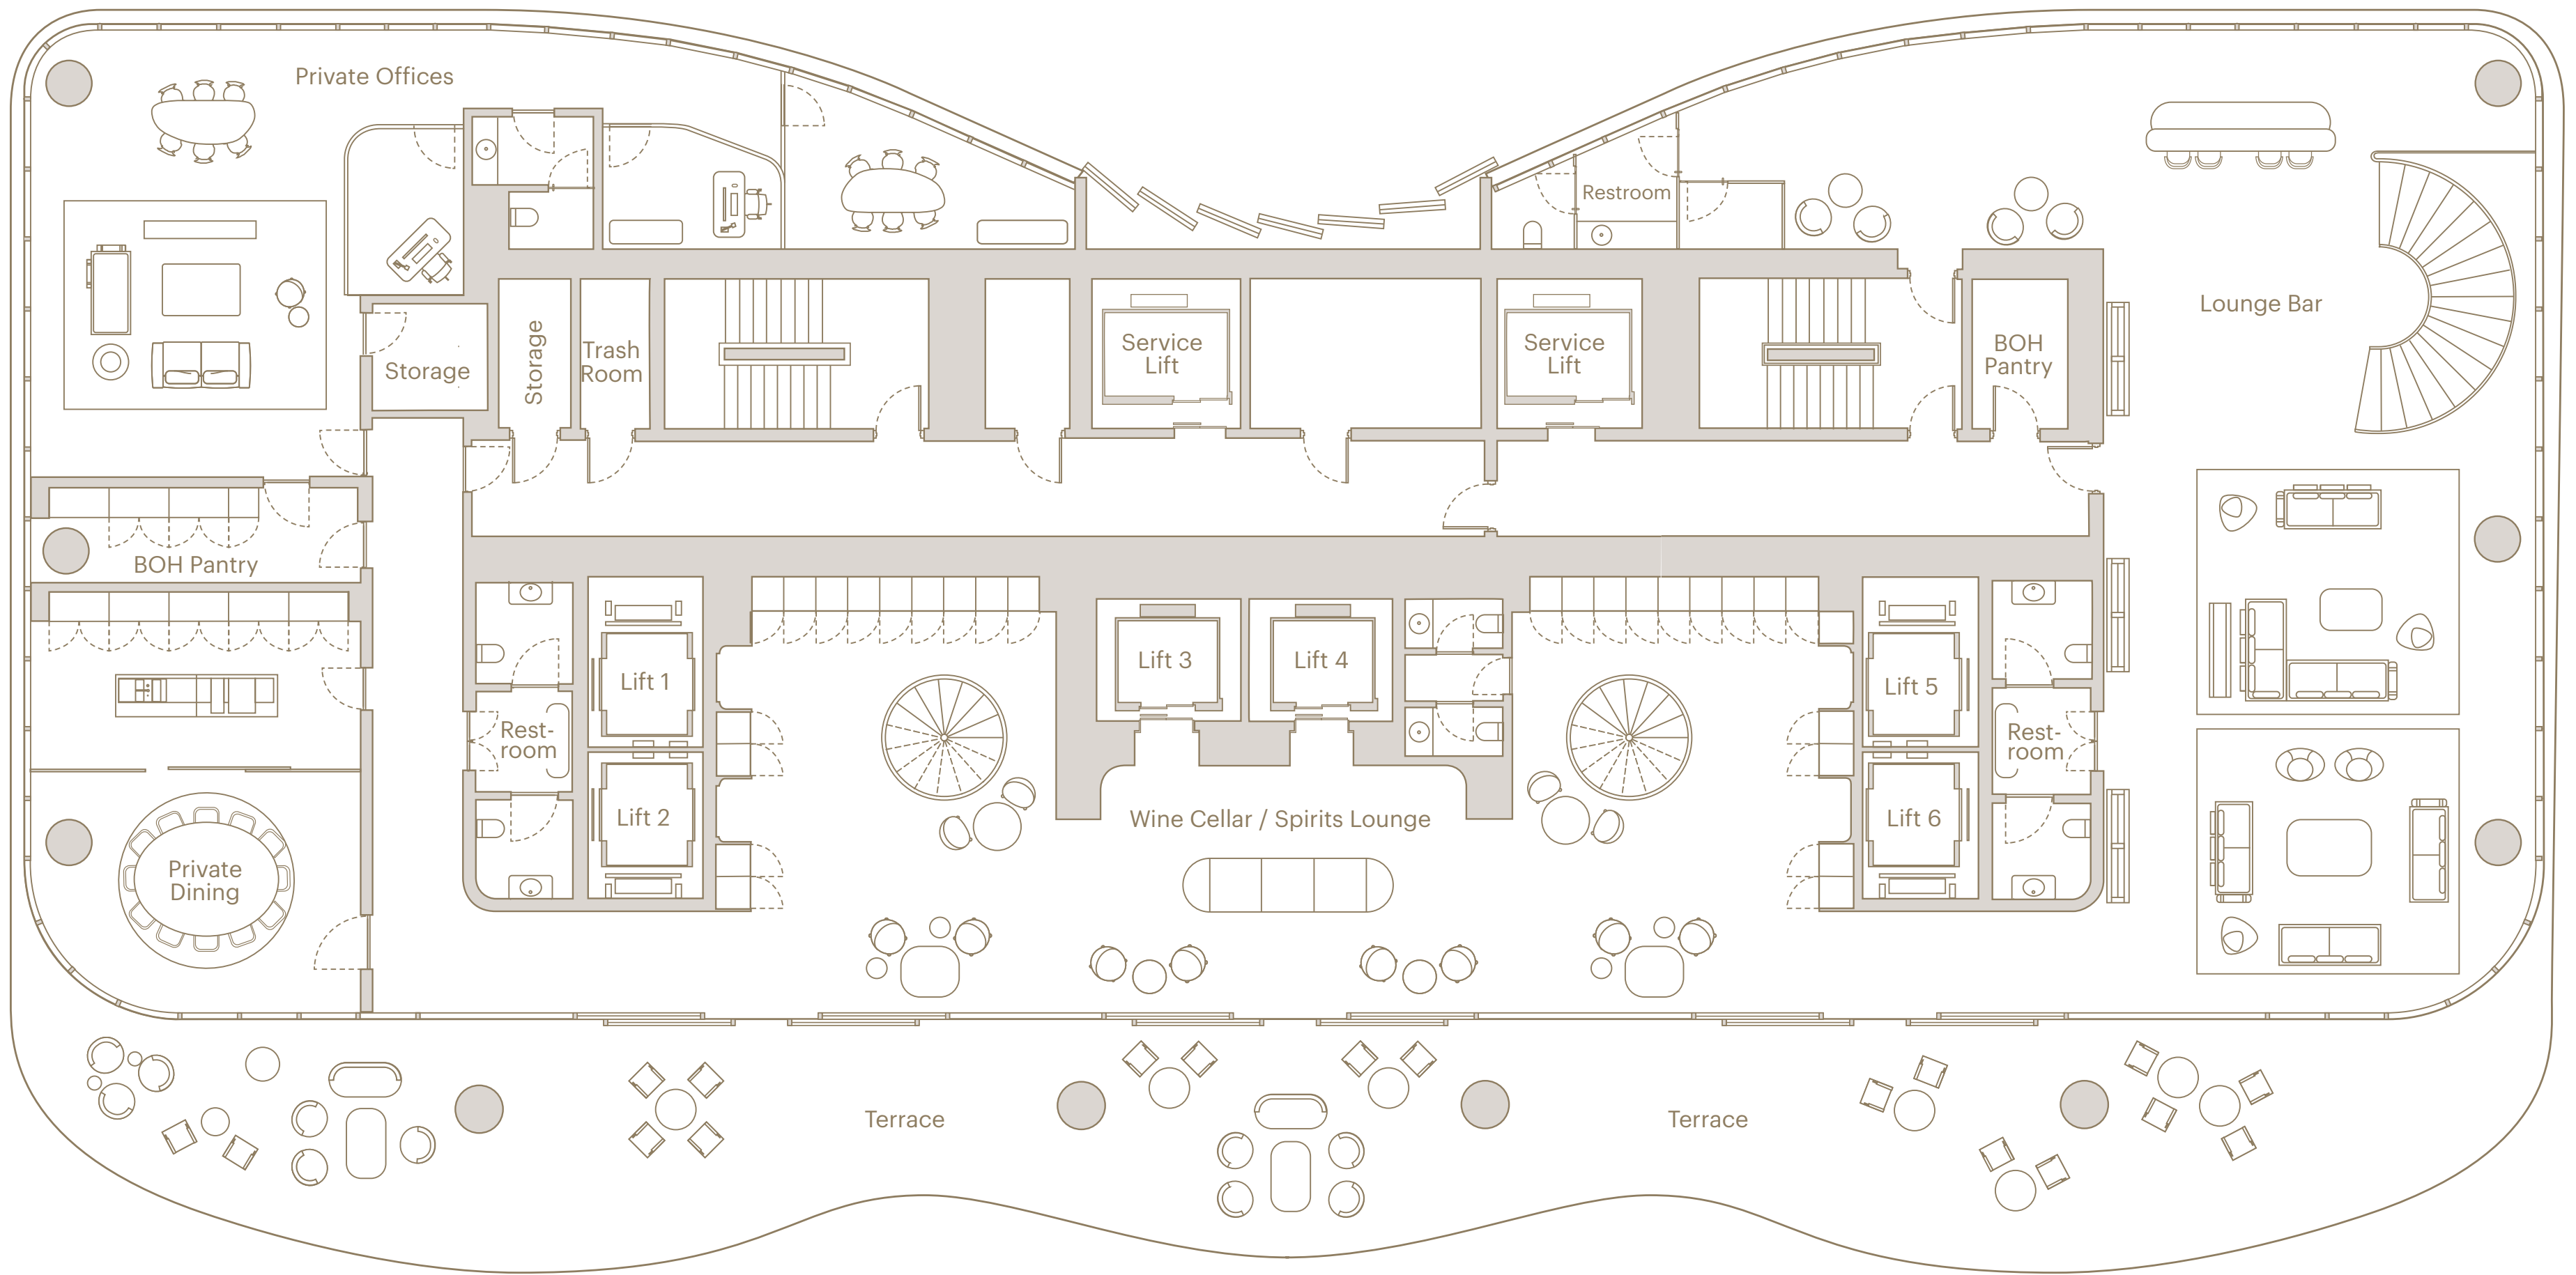 Private Offices
Restroom
Lounge Bar
Storage
Storage
Trash
Room
Service
Lift
Service
Lift
BOH
Pantry
BOH Pantry
Lift 1
Rest-
room
Lift 2
Lift 3
Lift 4
Lift 5
Rest-
room
Lift 6
Wine Cellar / Spirits Lounge
Private
Dining
Terrace
Terrace